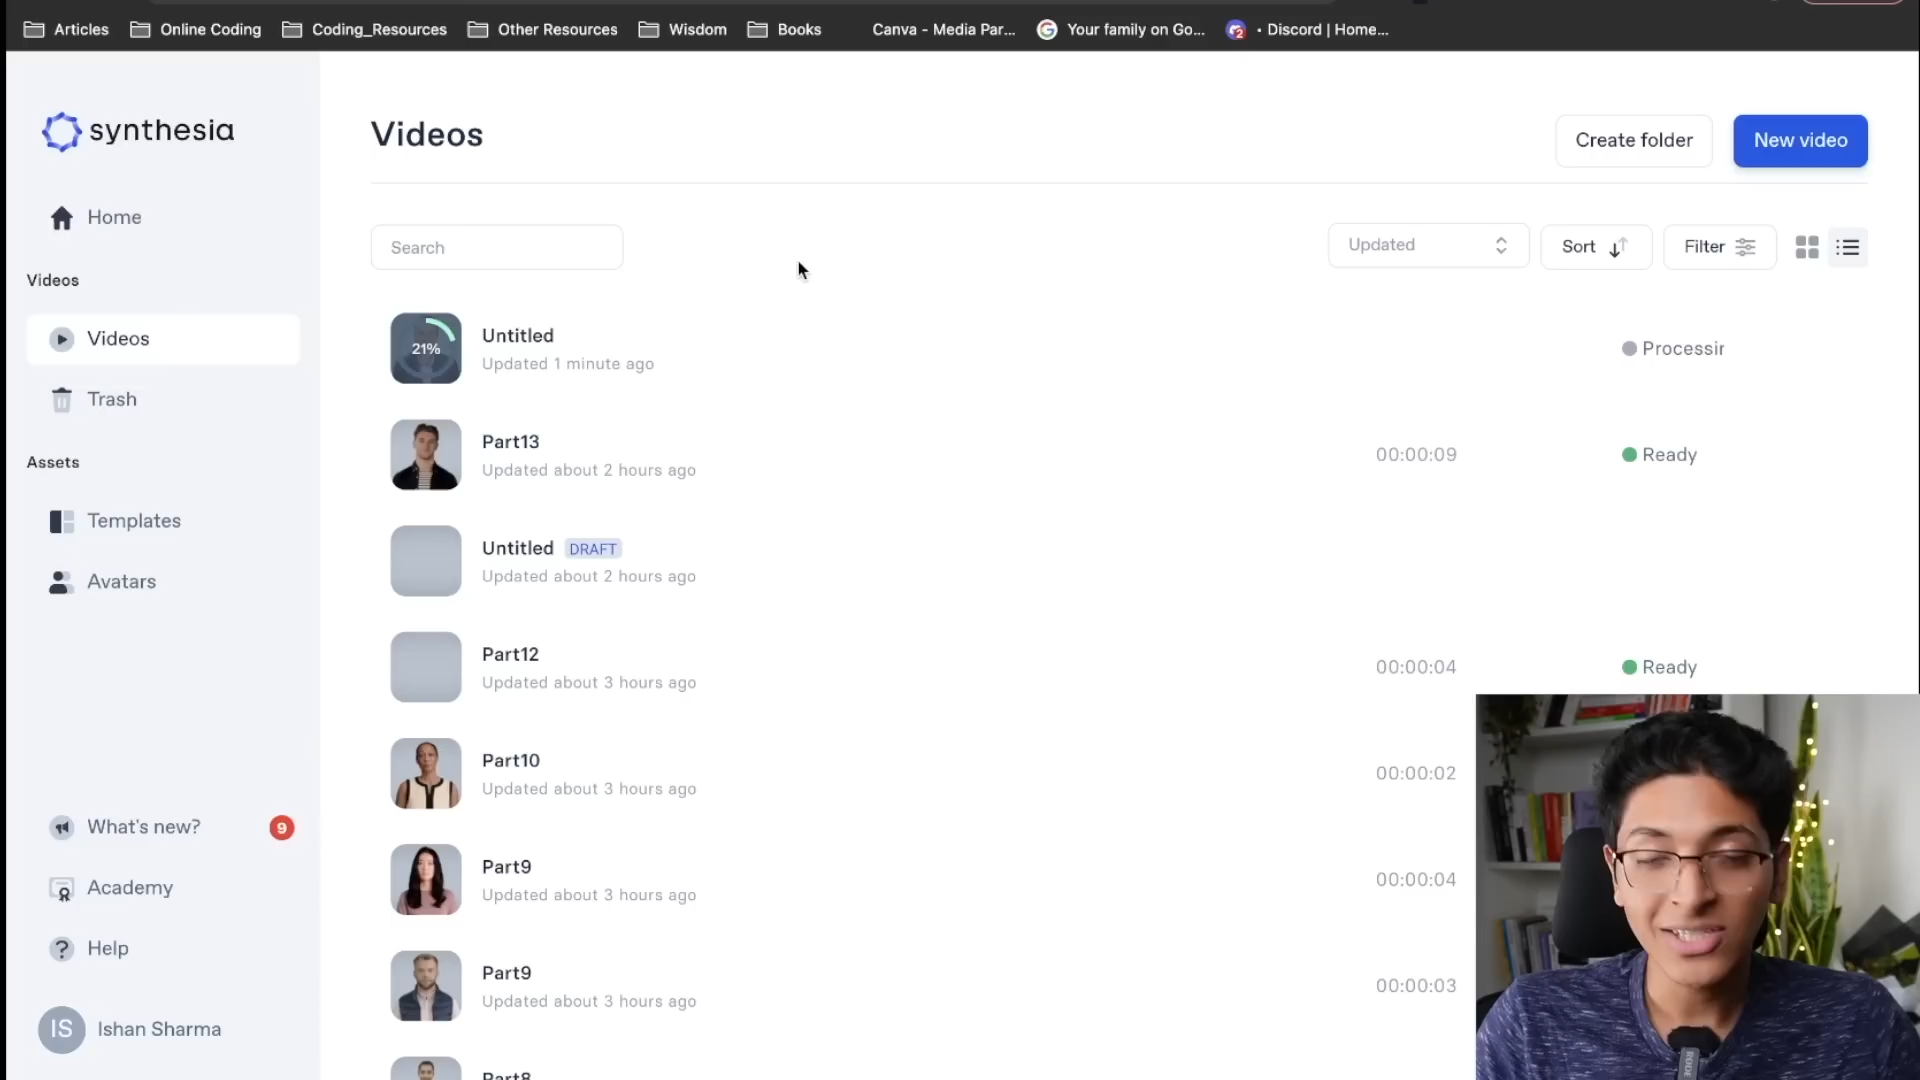 Articles
Online Coding
Coding_Resources
Other Resources
Wisdom
Books
Canva - Media Par...
Your family on Go...
2
• Discord | Home...
synthesia
Home
Videos
Videos
Trash
Assets
Templates
Avatars
What's new?
9
Academy
Help
IS
Ishan Sharma
Videos
Create folder
New video
Search
Updated
Sort
Filter
21%
Untitled
Updated 1 minute ago
Processir
Part13
Updated about 2 hours ago
00:00:09
Ready
Untitled DRAFT
Updated about 2 hours ago
Part12
Updated about 3 hours ago
00:00:04
Ready
Part10
Updated about 3 hours ago
00:00:02
Part9
Updated about 3 hours ago
00:00:04
Part9
Updated about 3 hours ago
00:00:03
Part8
RODE